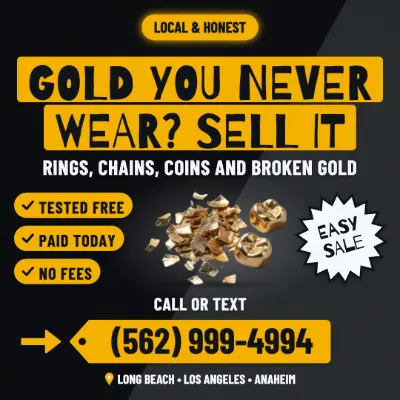 LOCAL & HONEST
GOLD YOU NEVER
WEAR? SELL IT
RINGS, CHAINS, COINS AND BROKEN GOLD
TESTED FREE
PAID TODAY
NO FEES
EASY
SALE
CALL OR TEXT
(562) 999-4994
LONG BEACH • LOS ANGELES • ANAHEIM